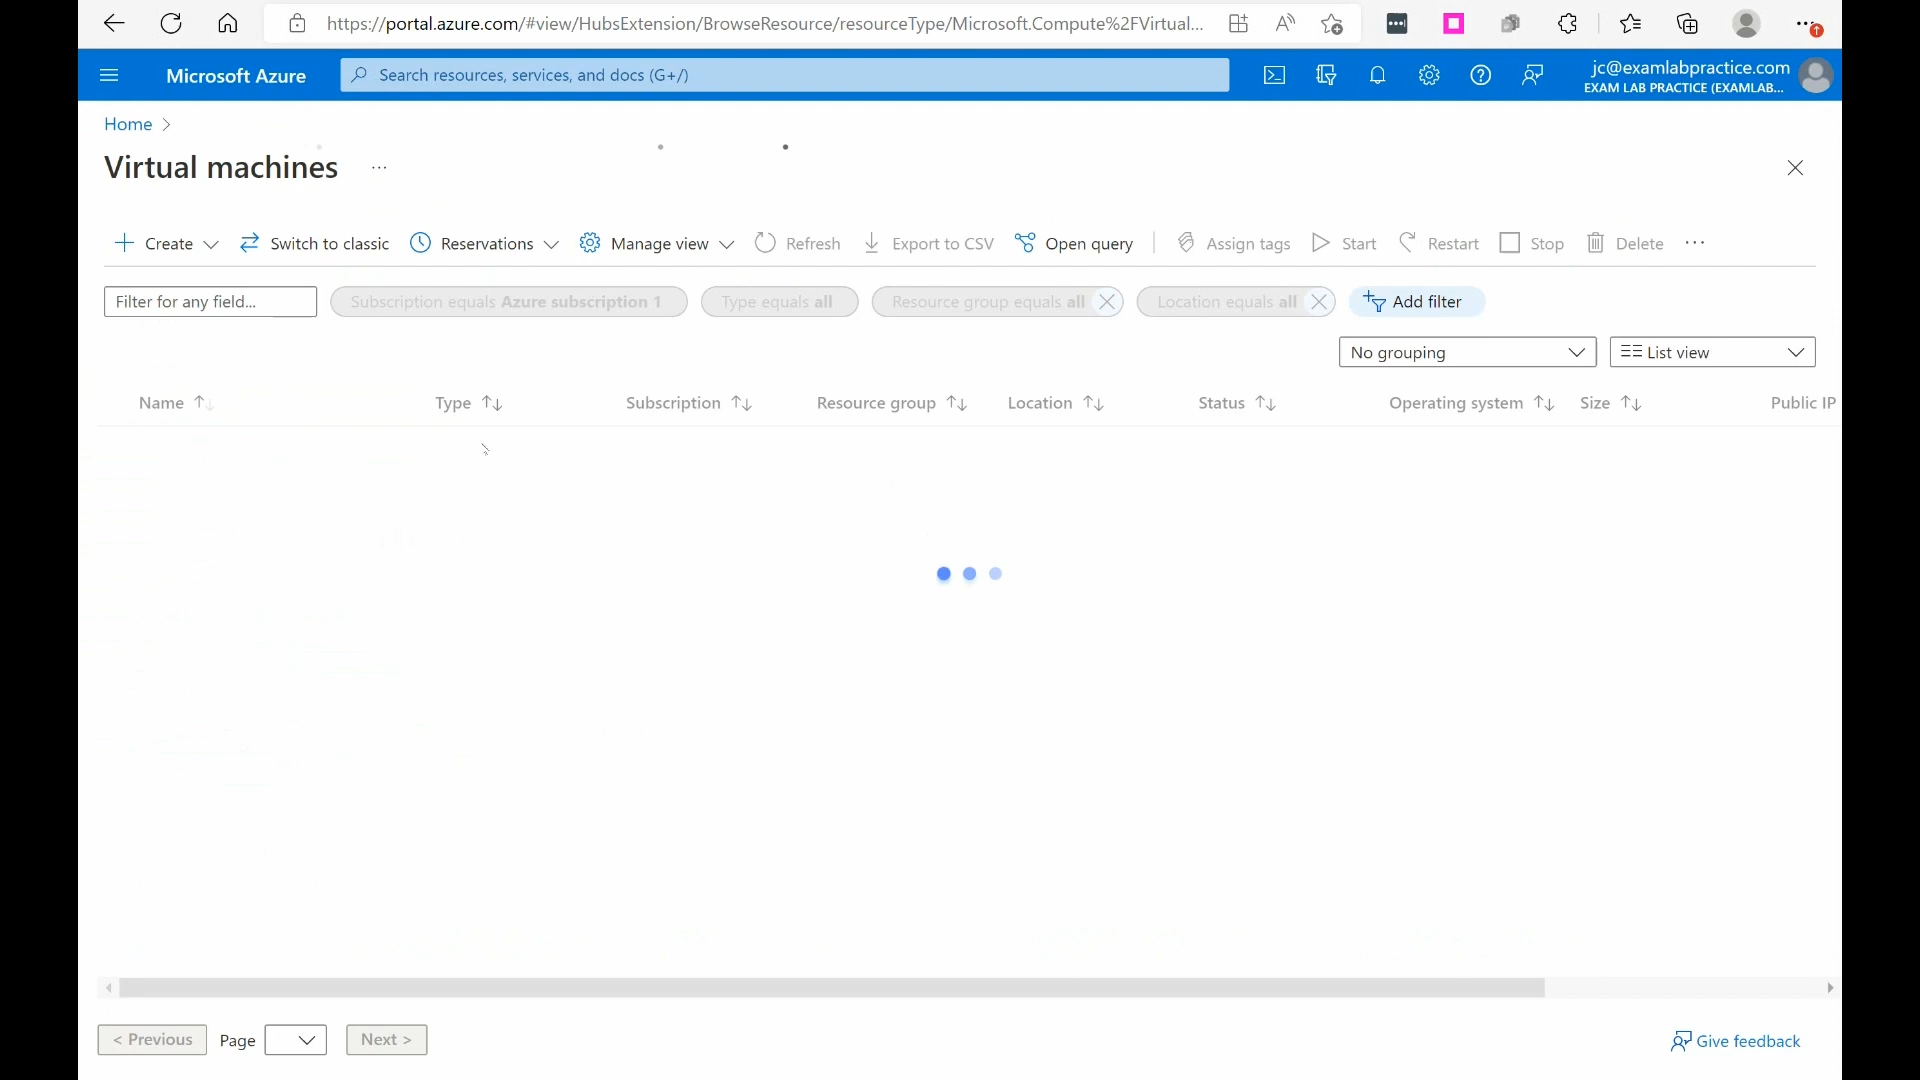 https://portal.azure.com/#view/HubsExtension/BrowseResource/resourceType/Microsoft.Compute%2FVirtual...
Microsoft Azure
Search resources, services, and docs (G+/)
jc@examlabpractice.com
EXAM LAB PRACTICE (EXAMLAB...
Home >
Virtual machines ...
Create
Switch to classic
Reservations
Manage view
Refresh
Export to CSV
Open query
Assign tags
Start
Restart
Stop
Delete
...
Filter for any field...
Subscription equals Azure subscription 1
Type equals all
Resource group equals all
Location equals all
Add filter
No grouping
List view
Name
Type
Subscription
Resource group
Location
Status
Operating system
Size
Public IP
< Previous
Page
Next >
Give feedback